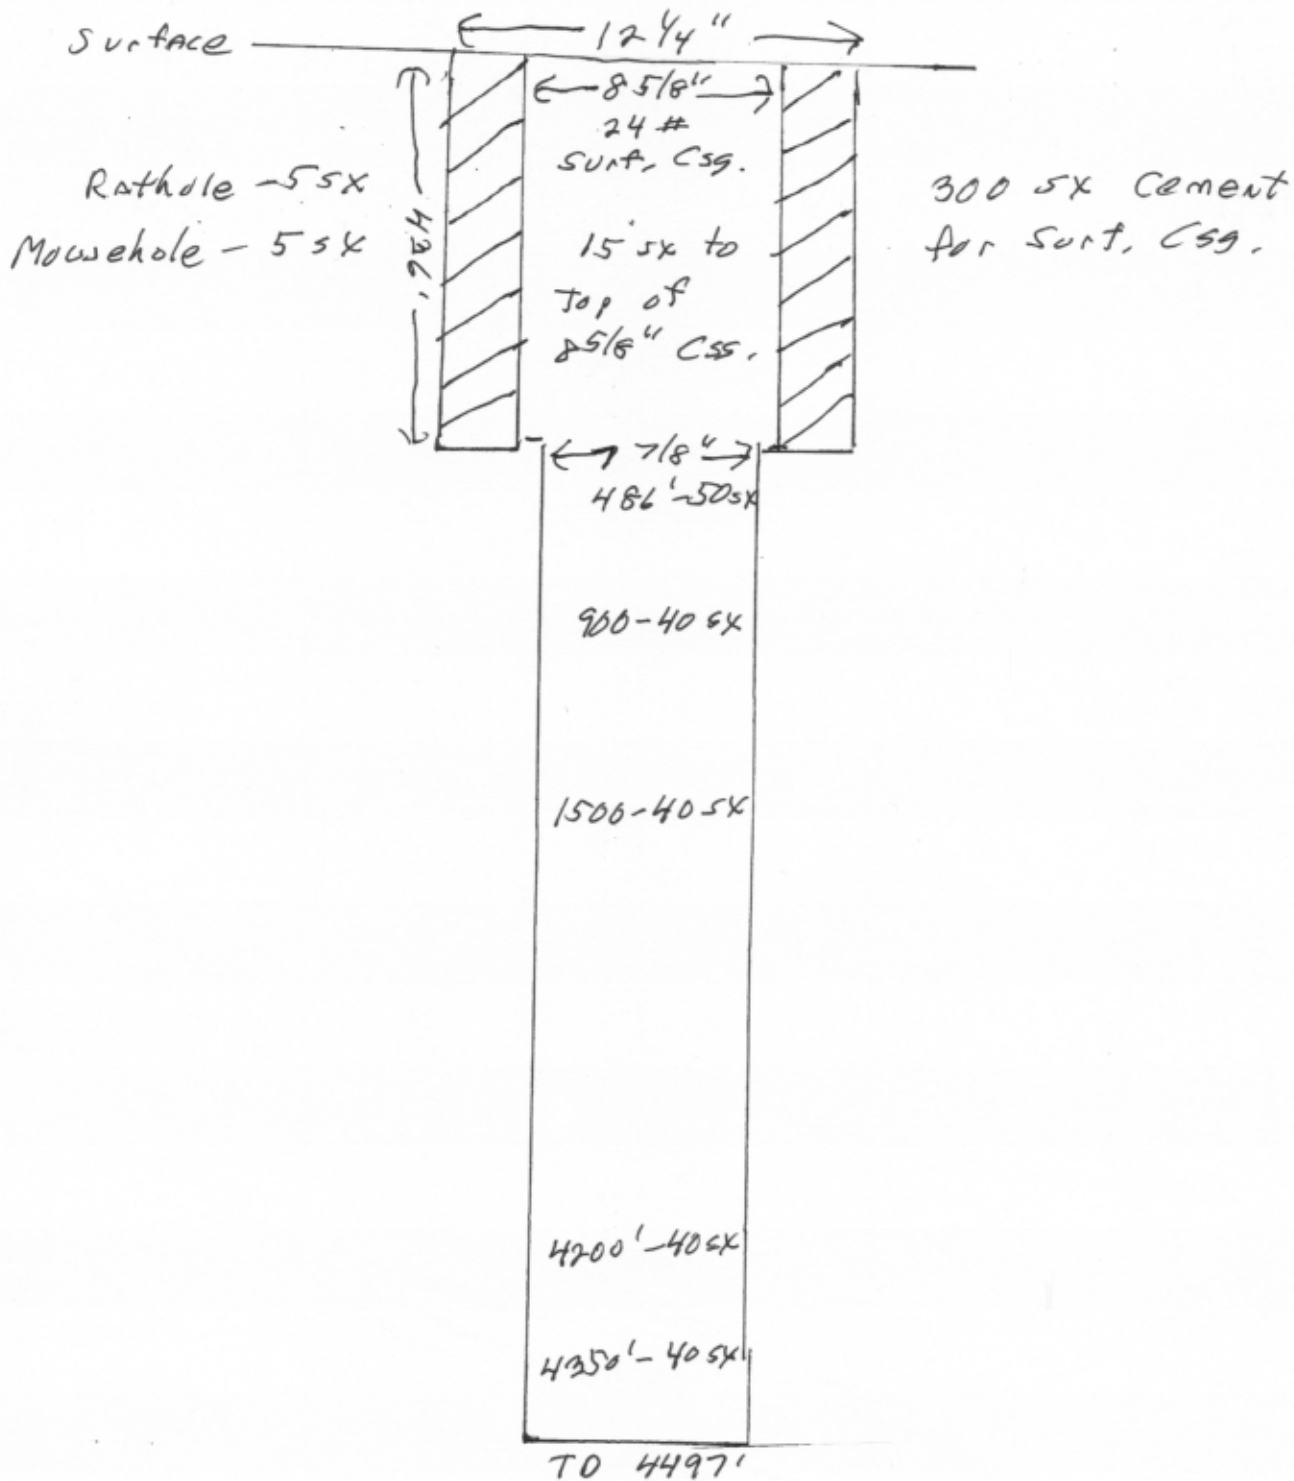 Surface
12 1/4"
8 5/8"
24 #
Surf. Csg.
Rathole - 5 sx
Mousehole - 5 sx
436'
15 sx to
Top of
8 5/8" Csg.
300 sx Cement
for Surf. Csg.
7 7/8"
486' - 50 sx
900 - 40 sx
1500 - 40 sx
4200' - 40 sx
4350' - 40 sx
TD 4497'